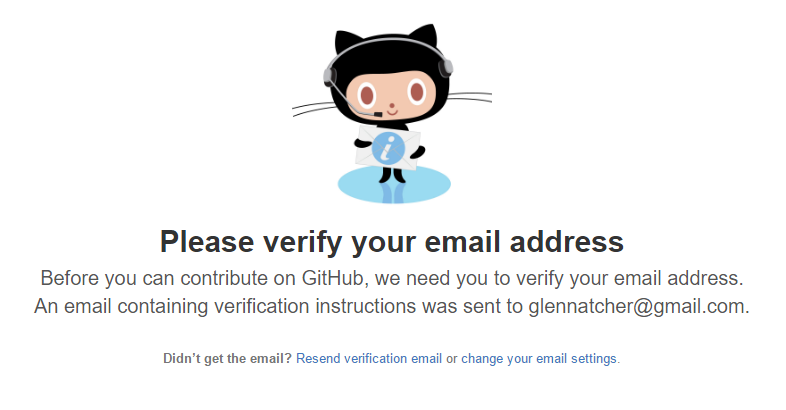 i
Please verify your email address
Before you can contribute on GitHub, we need you to verify your email address.
An email containing verification instructions was sent to glennatcher@gmail.com.
Didn’t get the email? Resend verification email or change your email settings.